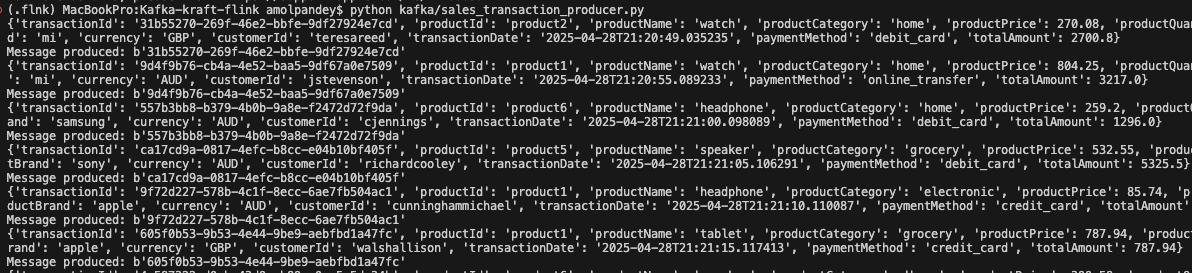 (.flnk) MacBookPro:Kafka-kraft-flink amolpandey$ python kafka/sales_transaction_producer.py
{'transactionId': '31b55270-269f-46e2-bbfe-9df27924e7cd', 'productId': 'product2', 'productName': 'watch', 'productCategory': 'home', 'productPrice': 270.08, 'productQuan
d': 'mi', 'currency': 'GBP', 'customerId': 'teresareed', 'transactionDate': '2025-04-28T21:20:49.035235', 'paymentMethod': 'debit_card', 'totalAmount': 2700.8}
Message produced: b'31b55270-269f-46e2-bbfe-9df27924e7cd'
{'transactionId': '9d4f9b76-cb4a-4e52-baa5-9df67a0e7509', 'productId': 'product1', 'productName': 'watch', 'productCategory': 'home', 'productPrice': 804.25, 'productQuan
': 'mi', 'currency': 'AUD', 'customerId': 'jstevenson', 'transactionDate': '2025-04-28T21:20:55.089233', 'paymentMethod': 'online_transfer', 'totalAmount': 3217.0}
Message produced: b'9d4f9b76-cb4a-4e52-baa5-9df67a0e7509'
{'transactionId': '557b3bb8-b379-4b0b-9a8e-f2472d72f9da', 'productId': 'product6', 'productName': 'headphone', 'productCategory': 'home', 'productPrice': 259.2, 'product
and': 'samsung', 'currency': 'AUD', 'customerId': 'cjennings', 'transactionDate': '2025-04-28T21:21:00.098089', 'paymentMethod': 'debit_card', 'totalAmount': 1296.0}
Message produced: b'557b3bb8-b379-4b0b-9a8e-f2472d72f9da'
{'transactionId': 'ca17cd9a-0817-4efc-b8cc-e04b10bf405f', 'productId': 'product5', 'productName': 'speaker', 'productCategory': 'grocery', 'productPrice': 532.55, 'produc
tBrand': 'sony', 'currency': 'AUD', 'customerId': 'richardcooley', 'transactionDate': '2025-04-28T21:21:05.106291', 'paymentMethod': 'debit_card', 'totalAmount': 5325.5}
Message produced: b'ca17cd9a-0817-4efc-b8cc-e04b10bf405f'
{'transactionId': '9f72d227-578b-4c1f-8ecc-6ae7fb504ac1', 'productId': 'product1', 'productName': 'headphone', 'productCategory': 'electronic', 'productPrice': 85.74, 'p
ductBrand': 'apple', 'currency': 'AUD', 'customerId': 'cunninghammichael', 'transactionDate': '2025-04-28T21:21:10.110087', 'paymentMethod': 'credit_card', 'totalAmount':
Message produced: b'9f72d227-578b-4c1f-8ecc-6ae7fb504ac1'
{'transactionId': '605f0b53-9b53-4e44-9be9-aebfbd1a47fc', 'productId': 'product1', 'productName': 'tablet', 'productCategory': 'grocery', 'productPrice': 787.94, 'product
rand': 'apple', 'currency': 'GBP', 'customerId': 'walshallison', 'transactionDate': '2025-04-28T21:21:15.117413', 'paymentMethod': 'credit_card', 'totalAmount': 787.94}
Message produced: b'605f0b53-9b53-4e44-9be9-aebfbd1a47fc'